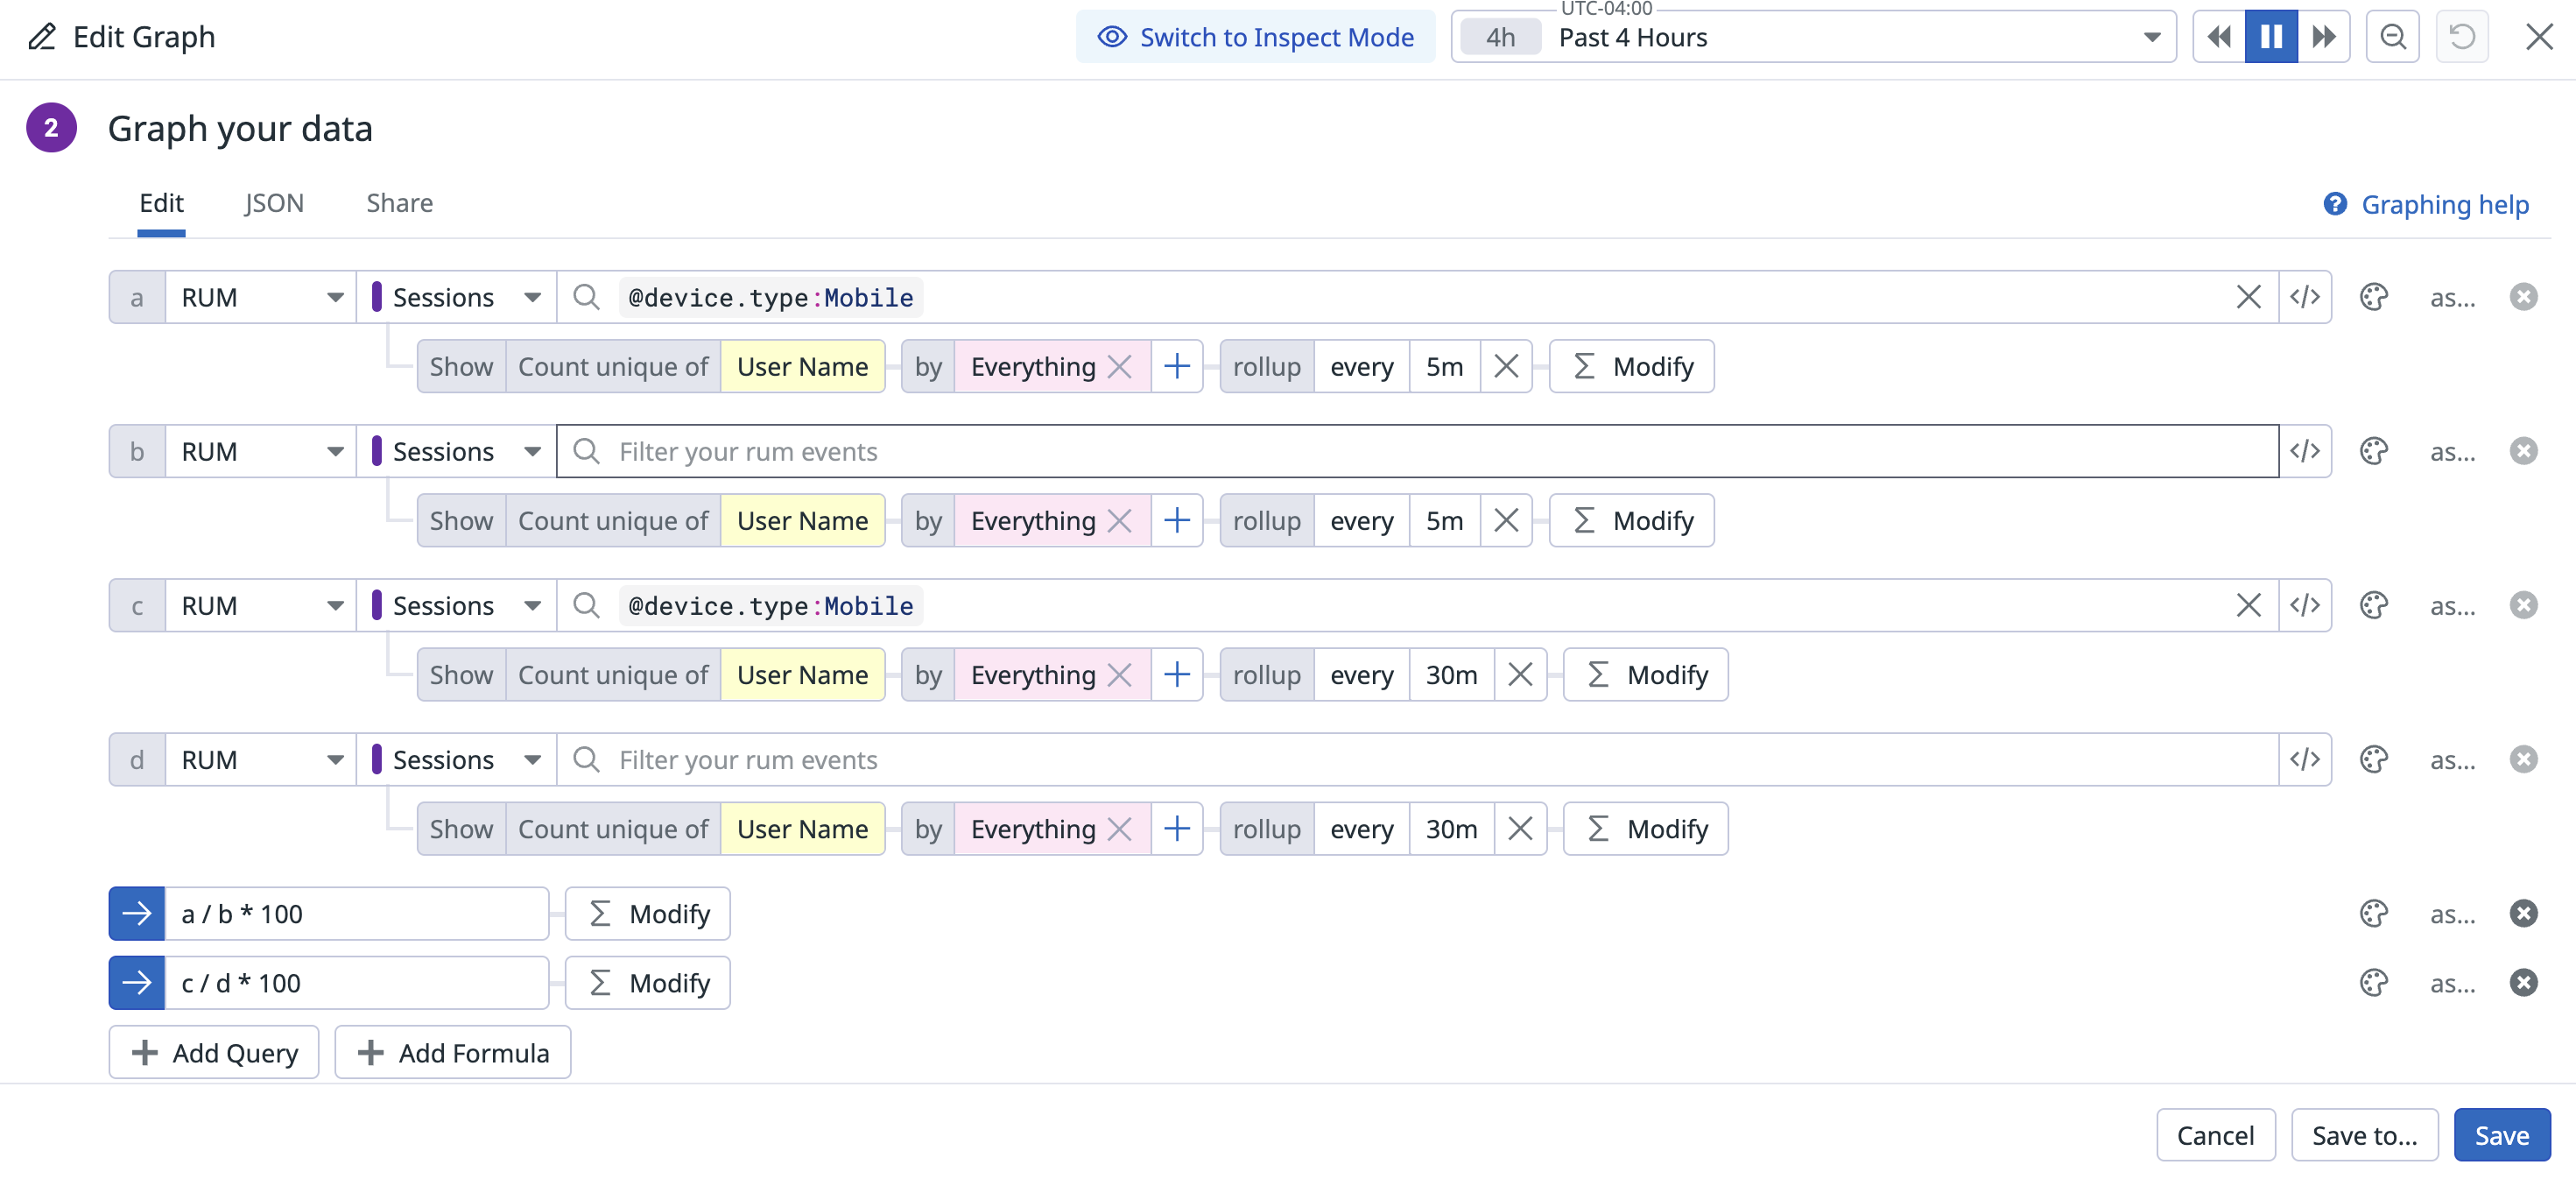 UTC-04:00
Edit Graph Switch to Inspect Mode 4h Past 4 Hours
2 Graph your data
Edit JSON Share Graphing help
a RUM Sessions @device.type:Mobile </> as...
Show Count unique of User Name by Everything rollup every 5m Σ Modify
b RUM Sessions Filter your rum events </> as...
Show Count unique of User Name by Everything rollup every 5m Σ Modify
c RUM Sessions @device.type:Mobile </> as...
Show Count unique of User Name by Everything rollup every 30m Σ Modify
d RUM Sessions Filter your rum events </> as...
Show Count unique of User Name by Everything rollup every 30m Σ Modify
a / b * 100 Σ Modify as...
c / d * 100 Σ Modify as...
Add Query Add Formula
Cancel Save to... Save